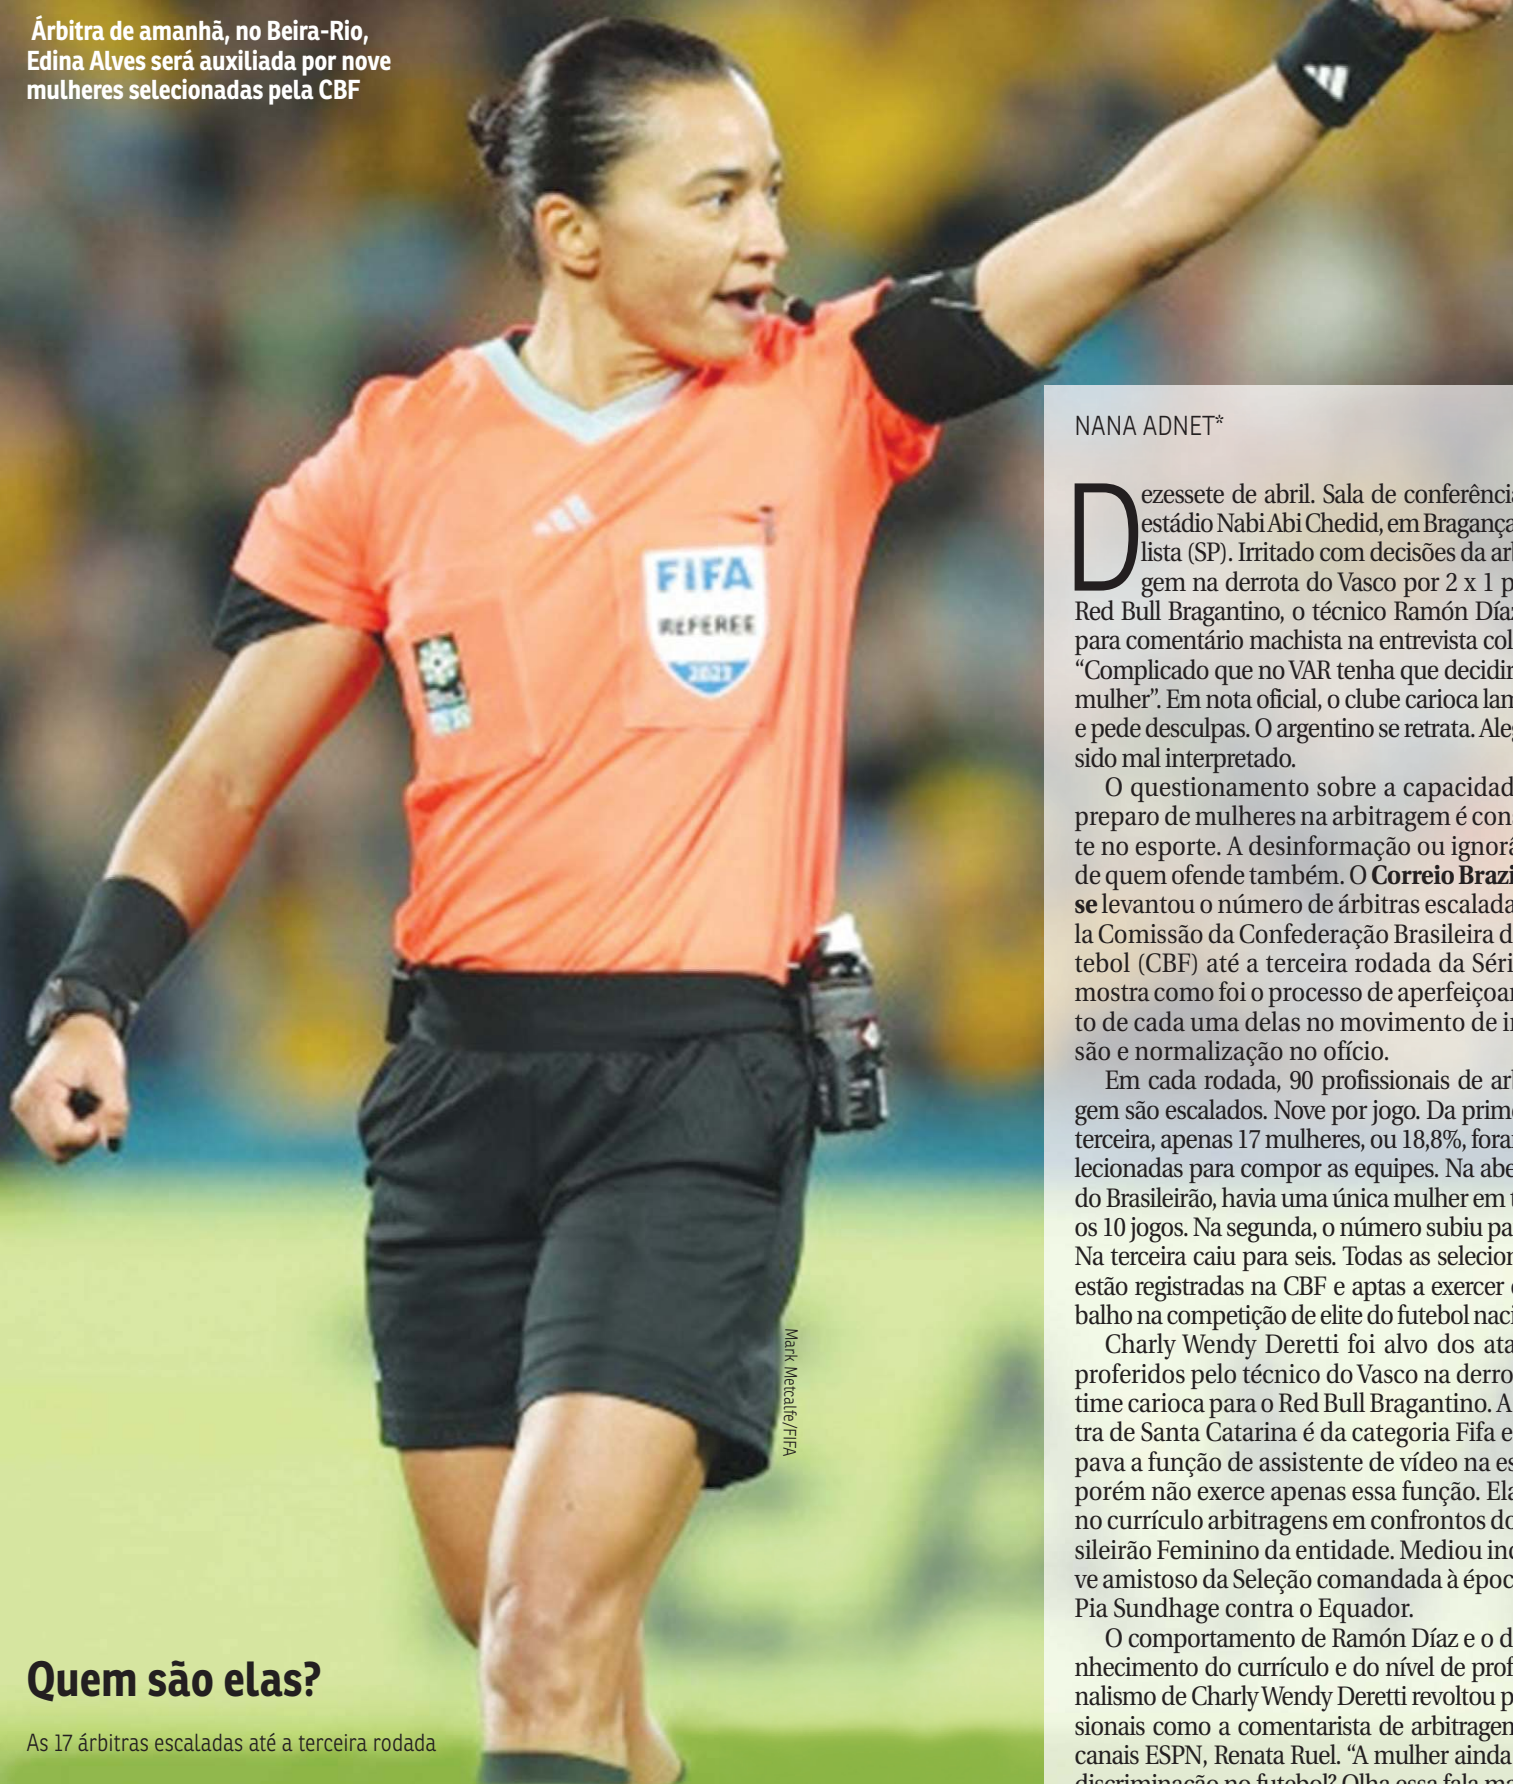 Árbitra de amanhã, no Beira-Rio,
Edina Alves será auxiliada por nove
mulheres selecionadas pela CBF
FIFA
REFEREE
2023
Mark Metcalfe/FIFA
Quem são elas?
As 17 árbitras escaladas até a terceira rodada
NANA ADNET*
Dezessete de abril. Sala de conferência
estádio Nabi Abi Chedid, em Bragança
lista (SP). Irritado com decisões da ar
gem na derrota do Vasco por 2 x 1 p
Red Bull Bragantino, o técnico Ramón Díaz
para comentário machista na entrevista col
“Complicado que no VAR tenha que decidir
mulher”. Em nota oficial, o clube carioca lam
e pede desculpas. O argentino se retrata. Aleg
sido mal interpretado.
O questionamento sobre a capacidad
preparo de mulheres na arbitragem é con
te no esporte. A desinformação ou ignorâ
de quem ofende também. O Correio Brazi
se levantou o número de árbitras escalada
la Comissão da Confederação Brasileira d
tebol (CBF) até a terceira rodada da Séri
mostra como foi o processo de aperfeiçoar
to de cada uma delas no movimento de in
são e normalização no ofício.
Em cada rodada, 90 profissionais de ar
gem são escalados. Nove por jogo. Da prim
terceira, apenas 17 mulheres, ou 18,8%, fora
lecionadas para compor as equipes. Na abe
do Brasileirão, havia uma única mulher em t
os 10 jogos. Na segunda, o número subiu pa
Na terceira caiu para seis. Todas as selecion
estão registradas na CBF e aptas a exercer
balho na competição de elite do futebol naci
Charly Wendy Deretti foi alvo dos ata
proferidos pelo técnico do Vasco na derro
time carioca para o Red Bull Bragantino. A
tra de Santa Catarina é da categoria Fifa e
pava a função de assistente de vídeo na es
porém não exerce apenas essa função. Ela
no currículo arbitragens em confrontos do
sileirão Feminino da entidade. Mediou inc
ve amistoso da Seleção comandada à époc
Pia Sundhage contra o Equador.
O comportamento de Ramón Díaz e o d
nhecimento do currículo e do nível de prof
nalismo de Charly Wendy Deretti revoltou p
sionais como a comentarista de arbitragen
canais ESPN, Renata Ruel. “A mulher ainda
discriminação no futebol? Olha essa fala ma